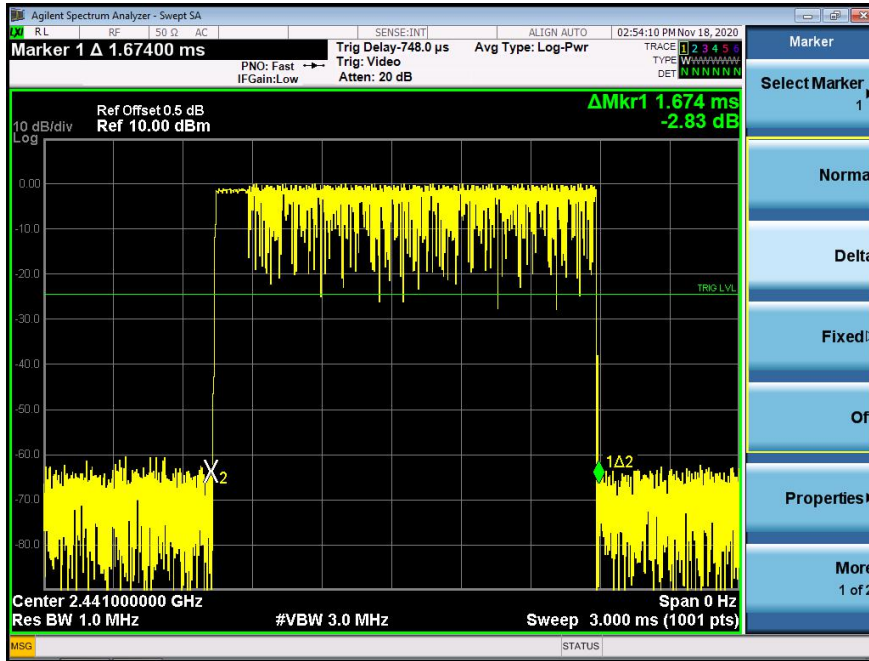 Agilent Spectrum Analyzer - Swept SA
LXI RL RF 50 Ω AC SENSE:INT ALIGN AUTO 02:54:10 PM Nov 18, 2020
Marker 1 Δ 1.67400 ms
PNO: Fast
IFGain:Low
Trig Delay-748.0 µs
Trig: Video
Atten: 20 dB
Avg Type: Log-Pwr
TRACE 1 2 3 4 5 6
TYPE WWWWWW
DET N N N N N N
Marker
Select Marker
1
Norma
Delta
Fixed
Of
Properties
More
1 of 2
ΔMkr1 1.674 ms
-2.83 dB
Ref Offset 0.5 dB
10 dB/div Ref 10.00 dBm
Log
0.00
-10.0
-20.0
TRIG LVL
-30.0
-40.0
-50.0
-60.0
1Δ2
X2
-70.0
-80.0
Center 2.441000000 GHz Span 0 Hz
Res BW 1.0 MHz #VBW 3.0 MHz Sweep 3.000 ms (1001 pts)
MSG STATUS